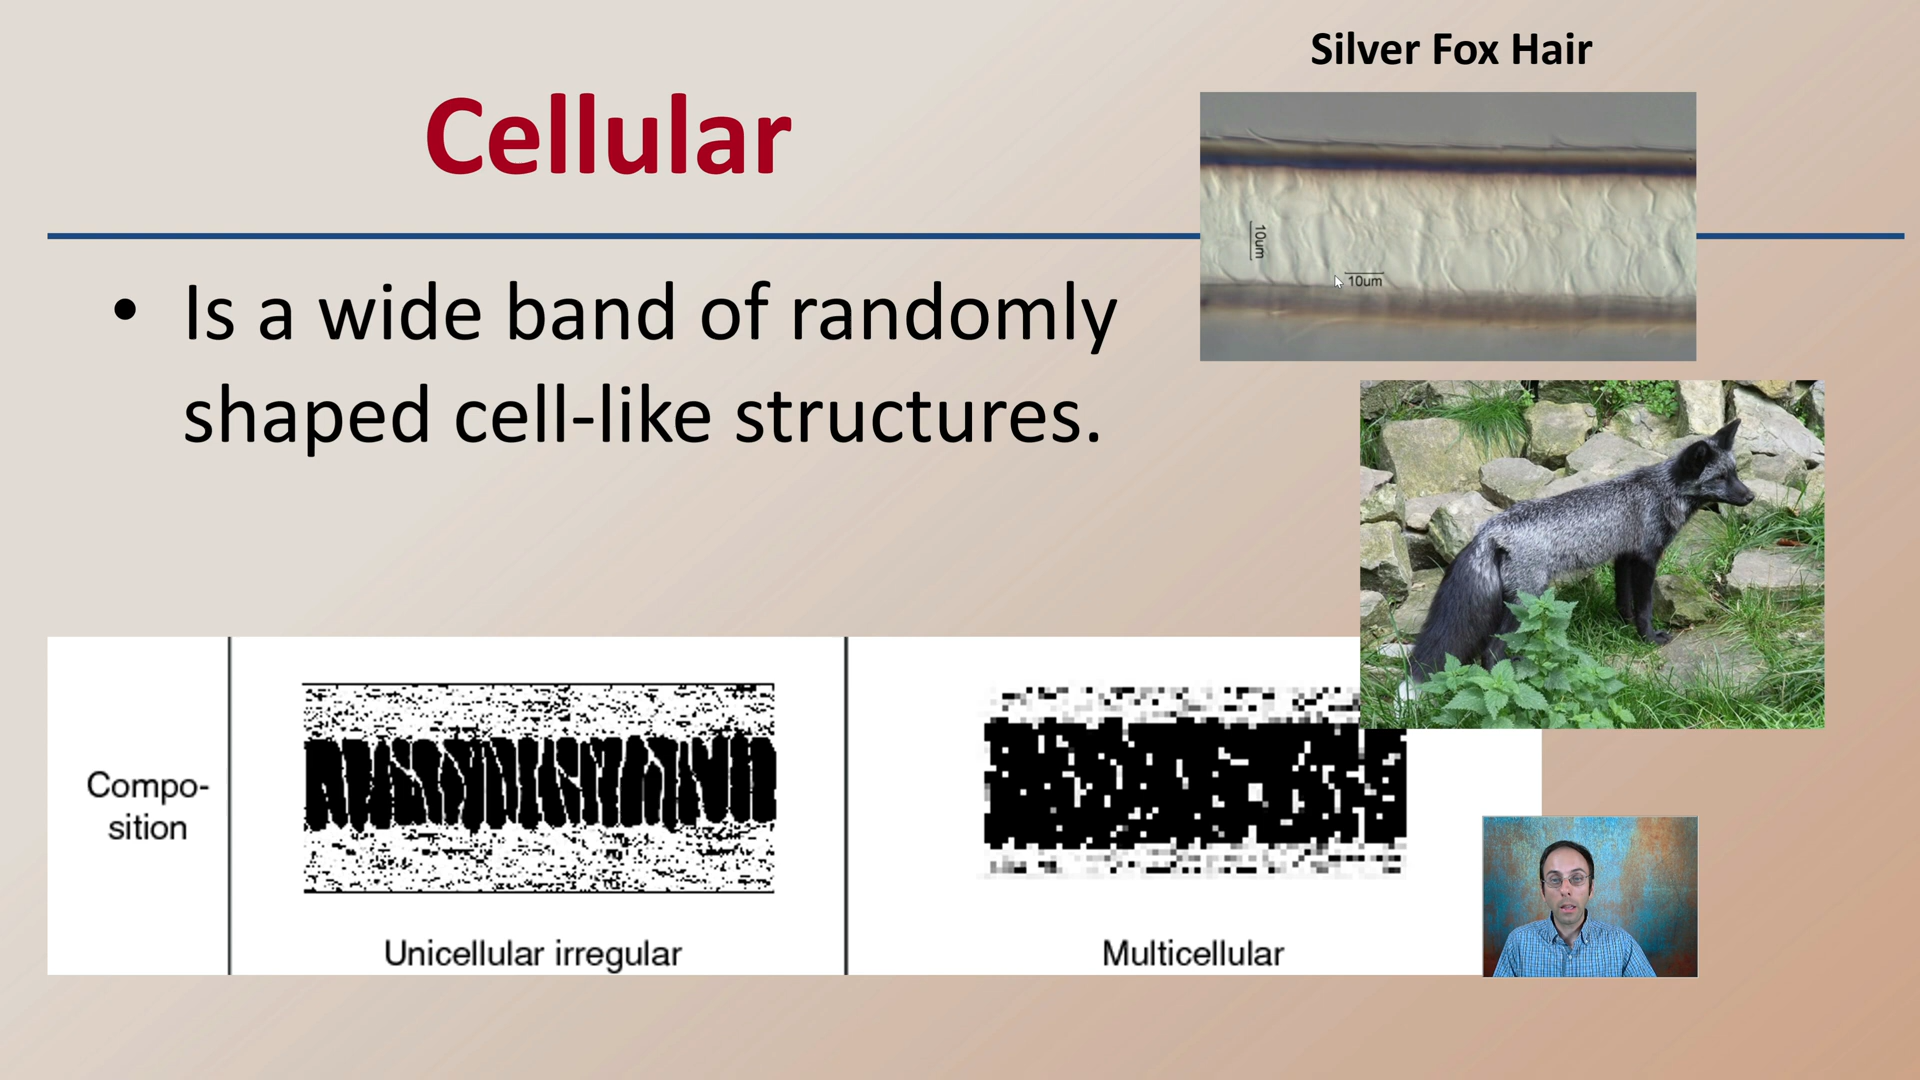 Silver Fox Hair
Cellular
10um
10um
• Is a wide band of randomly
shaped cell-like structures.
Compo-
sition
Unicellular irregular
Multicellular